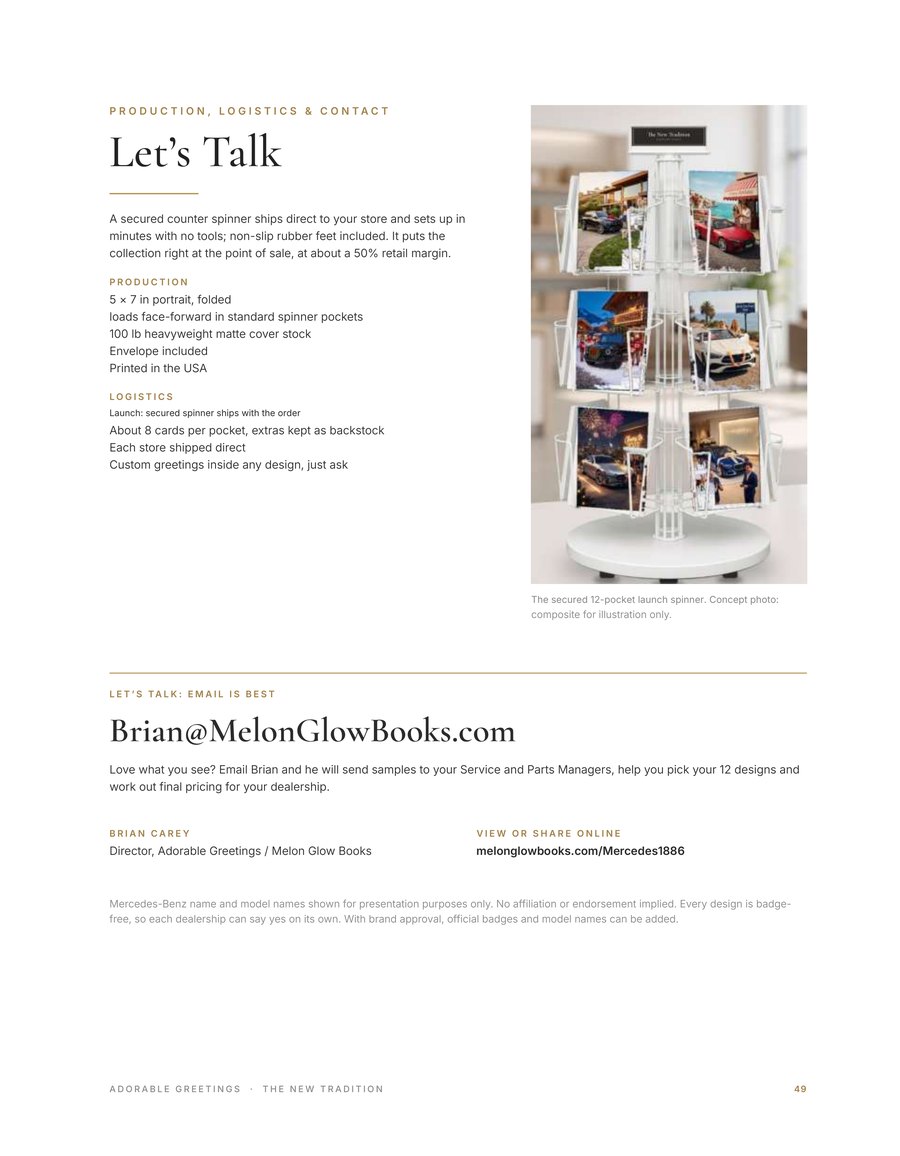 PRODUCTION, LOGISTICS & CONTACT
Let’s Talk
A secured counter spinner ships direct to your store and sets up in
minutes with no tools; non-slip rubber feet included. It puts the
collection right at the point of sale, at about a 50% retail margin.
PRODUCTION
5 × 7 in portrait, folded
loads face-forward in standard spinner pockets
100 lb heavyweight matte cover stock
Envelope included
Printed in the USA
LOGISTICS
Launch: secured spinner ships with the order
About 8 cards per pocket, extras kept as backstock
Each store shipped direct
Custom greetings inside any design, just ask
The New Tradition
The secured 12-pocket launch spinner. Concept photo:
composite for illustration only.
LET’S TALK: EMAIL IS BEST
Brian@MelonGlowBooks.com
Love what you see? Email Brian and he will send samples to your Service and Parts Managers, help you pick your 12 designs and
work out final pricing for your dealership.
BRIAN CAREY
Director, Adorable Greetings / Melon Glow Books
VIEW OR SHARE ONLINE
melonglowbooks.com/Mercedes1886
Mercedes-Benz name and model names shown for presentation purposes only. No affiliation or endorsement implied. Every design is badge-
free, so each dealership can say yes on its own. With brand approval, official badges and model names can be added.
ADORABLE GREETINGS · THE NEW TRADITION
49